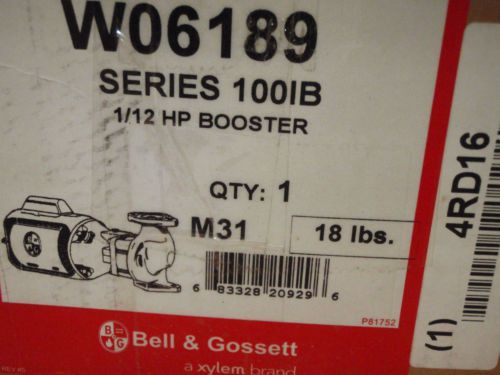 W06189
SERIES 100IB
1/12 HP BOOSTER
QTY: 1
M31
18 lbs.
6 83328 20929 6
P81752
B G
Bell & Gossett
a xylem brand
4RD16
(1)